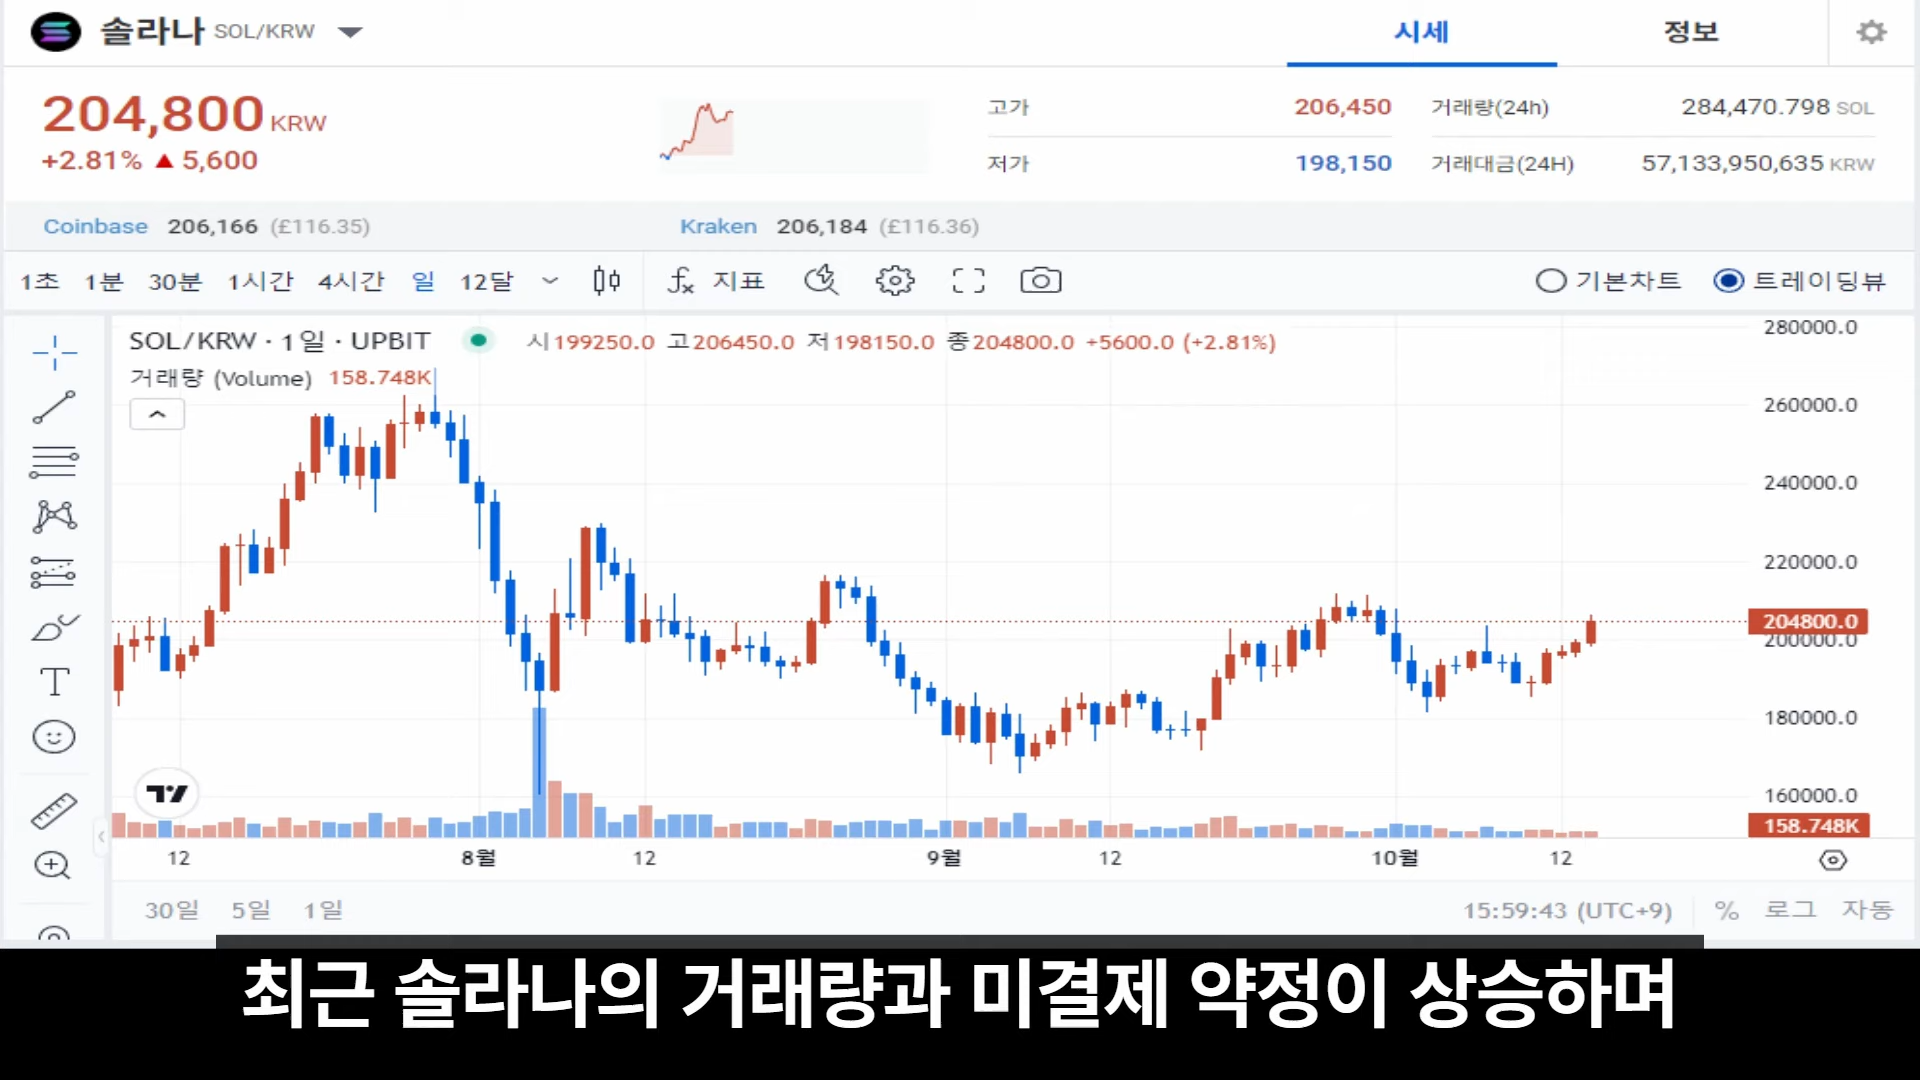 솔라나 SOL/KRW
시세 정보
204,800 KRW
+2.81% ▲ 5,600
고가 206,450 거래량(24h) 284,470.798 SOL
저가 198,150 거래대금(24H) 57,133,950,635 KRW
Coinbase 206,166 (£116.35) Kraken 206,184 (£116.36)
1초 1분 30분 1시간 4시간 일 12달 지표 기본차트 트레이딩뷰
SOL/KRW · 1일 · UPBIT 시199250.0 고206450.0 저198150.0 종204800.0 +5600.0 (+2.81%)
거래량 (Volume) 158.748K
280000.0
260000.0
240000.0
220000.0
204800.0
200000.0
180000.0
160000.0
158.748K
12 8월 12 9월 12 10월 12
30일 5일 1일 15:59:43 (UTC+9) % 로그 자동
최근 솔라나의 거래량과 미결제 약정이 상승하며